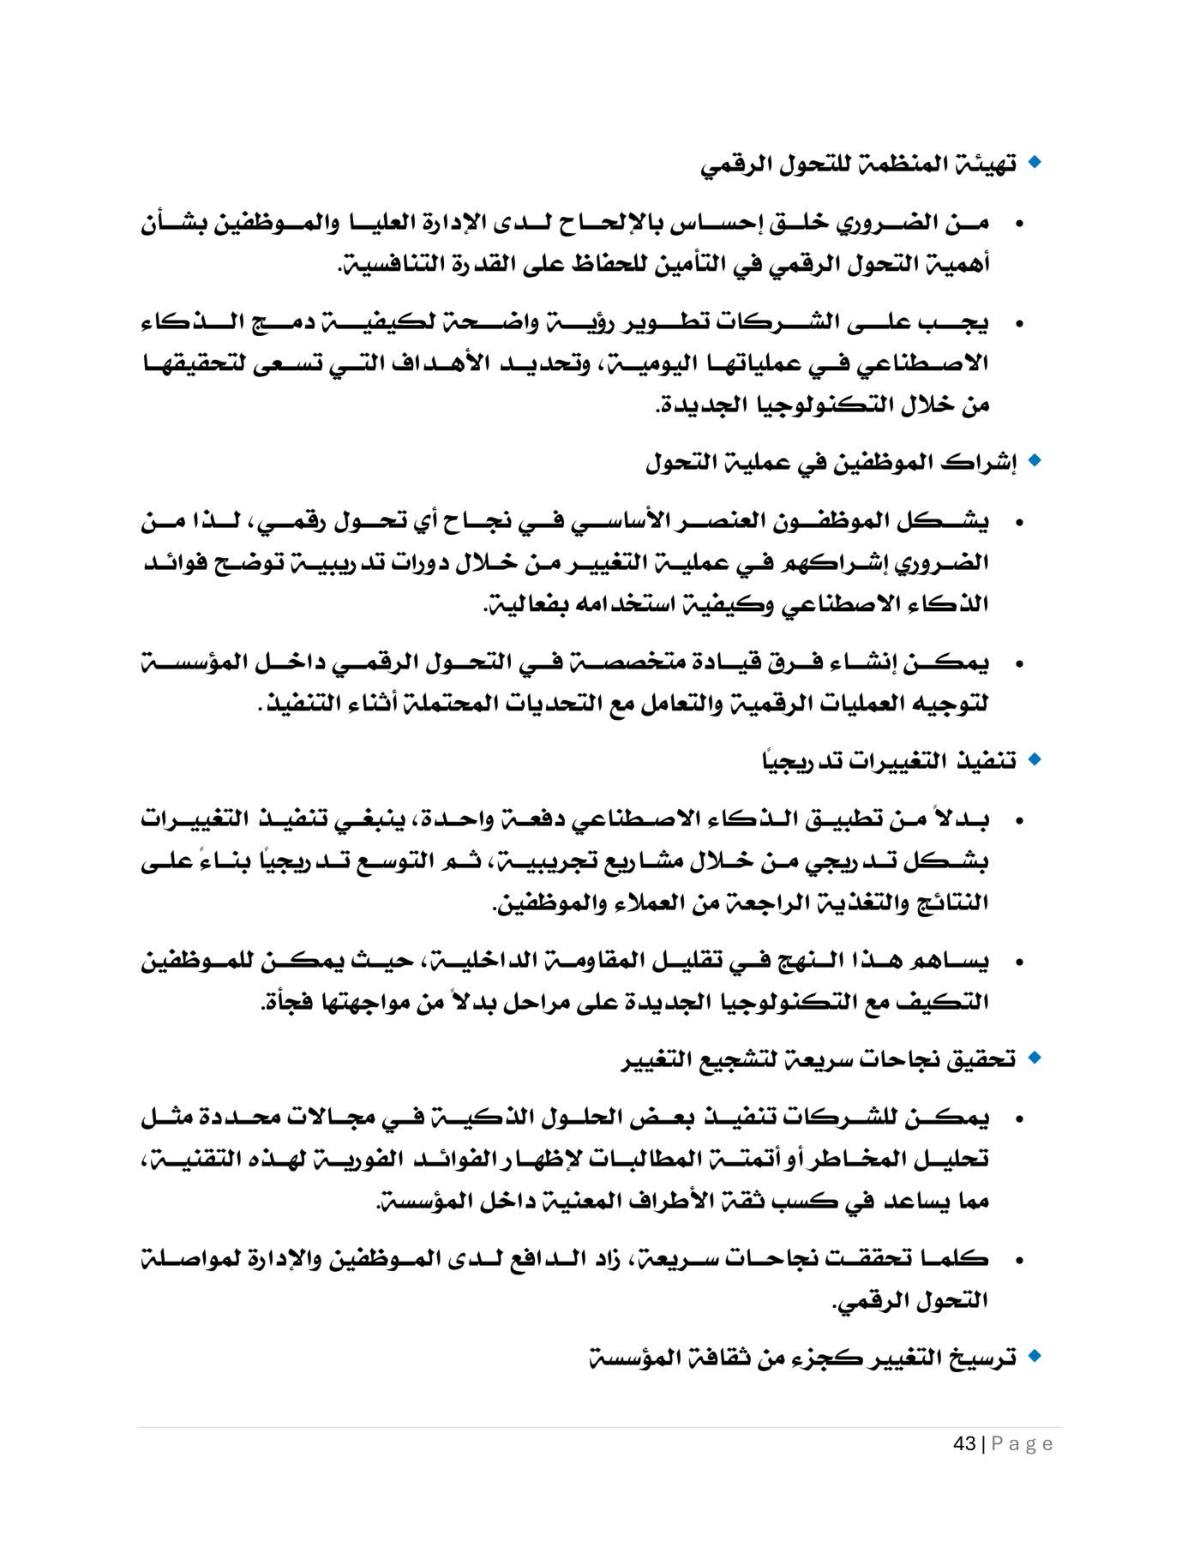 ◆ تهيئة المنظمة للتحول الرقمي
• من الضروري خلق إحساس بالإلحاح لدى الإدارة العليا والموظفين بشأن
أهمية التحول الرقمي في التأمين للحفاظ على القدرة التنافسية.
• يجب على الشركات تطوير رؤية واضحة لكيفية دمج الذكاء
الاصطناعي في عملياتها اليومية، وتحديد الأهداف التي تسعى لتحقيقها
من خلال التكنولوجيا الجديدة.
◆ إشراك الموظفين في عملية التحول
• يشكل الموظفون العنصر الأساسي في نجاح أي تحول رقمي، لذا من
الضروري إشراكهم في عملية التغيير من خلال دورات تدريبية توضح فوائد
الذكاء الاصطناعي وكيفية استخدامه بفعالية.
• يمكن إنشاء فرق قيادة متخصصة في التحول الرقمي داخل المؤسسة
لتوجيه العمليات الرقمية والتعامل مع التحديات المحتملة أثناء التنفيذ.
◆ تنفيذ التغييرات تدريجيًا
• بدلاً من تطبيق الذكاء الاصطناعي دفعة واحدة، ينبغي تنفيذ التغييرات
بشكل تدريجي من خلال مشاريع تجريبية، ثم التوسع تدريجيًا بناءً على
النتائج والتغذية الراجعة من العملاء والموظفين.
• يساهم هذا النهج في تقليل المقاومة الداخلية، حيث يمكن للموظفين
التكيف مع التكنولوجيا الجديدة على مراحل بدلاً من مواجهتها فجأة.
◆ تحقيق نجاحات سريعة لتشجيع التغيير
• يمكن للشركات تنفيذ بعض الحلول الذكية في مجالات محددة مثل
تحليل المخاطر أو أتمتة المطالبات لإظهار الفوائد الفورية لهذه التقنية،
مما يساعد في كسب ثقة الأطراف المعنية داخل المؤسسة.
• كلما تحققت نجاحات سريعة، زاد الدافع لدى الموظفين والإدارة لمواصلة
التحول الرقمي.
◆ ترسيخ التغيير كجزء من ثقافة المؤسسة
43 | Page